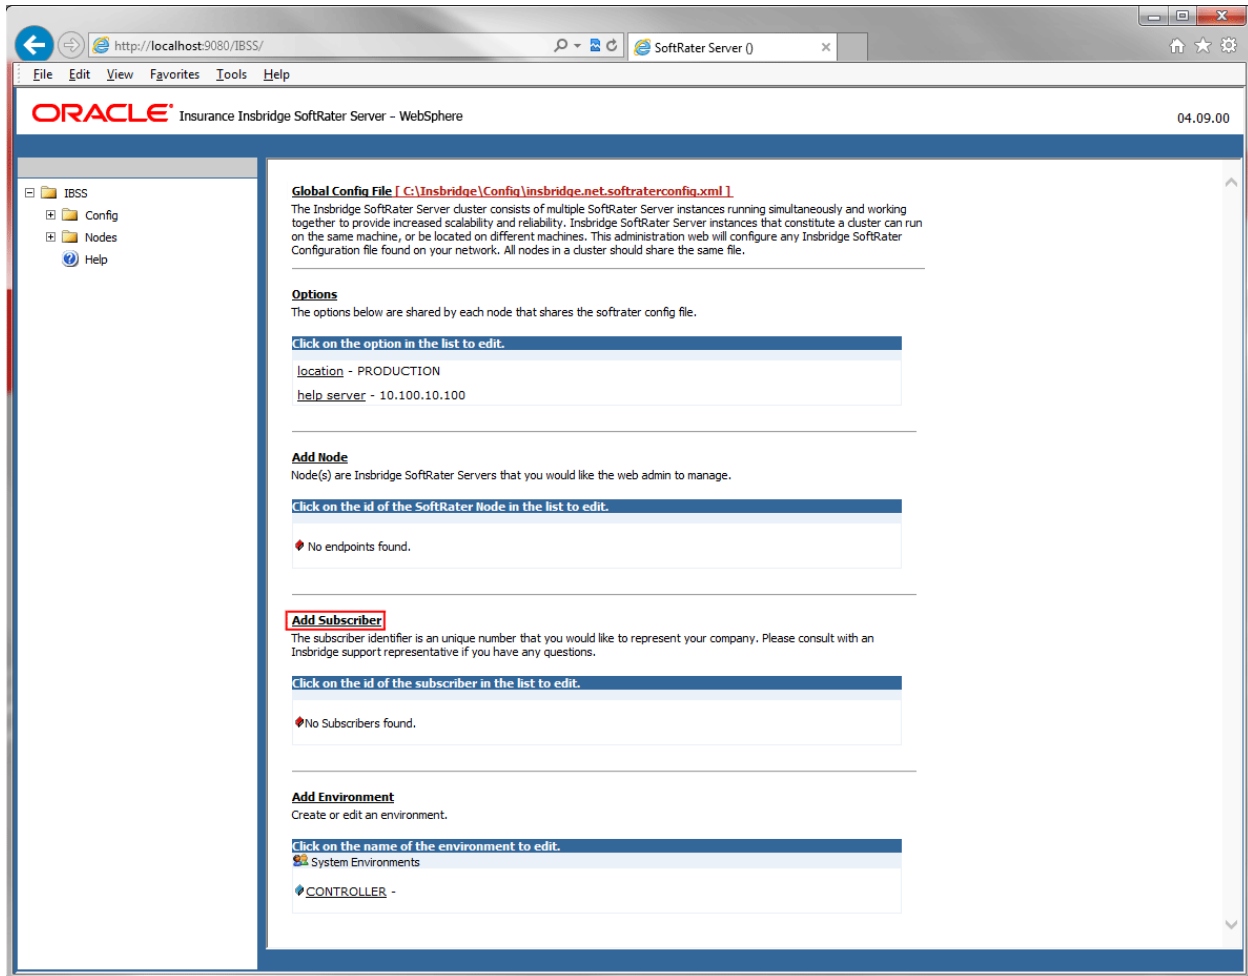 http://localhost:9080/IBSS/
SoftRater Server ()
File Edit View Favorites Tools Help
ORACLE Insurance Insbridge SoftRater Server - WebSphere
04.09.00
IBSS
Config
Nodes
Help
Global Config File [ C:\Insbridge\Config\insbridge.net.softraterconfig.xml ]
The Insbridge SoftRater Server cluster consists of multiple SoftRater Server instances running simultaneously and working
together to provide increased scalability and reliability. Insbridge SoftRater Server instances that constitute a cluster can run
on the same machine, or be located on different machines. This administration web will configure any Insbridge SoftRater
Configuration file found on your network. All nodes in a cluster should share the same file.
Options
The options below are shared by each node that shares the softrater config file.
Click on the option in the list to edit.
location - PRODUCTION
help server - 10.100.10.100
Add Node
Node(s) are Insbridge SoftRater Servers that you would like the web admin to manage.
Click on the id of the SoftRater Node in the list to edit.
No endpoints found.
Add Subscriber
The subscriber identifier is an unique number that you would like to represent your company. Please consult with an
Insbridge support representative if you have any questions.
Click on the id of the subscriber in the list to edit.
No Subscribers found.
Add Environment
Create or edit an environment.
Click on the name of the environment to edit.
System Environments
CONTROLLER -